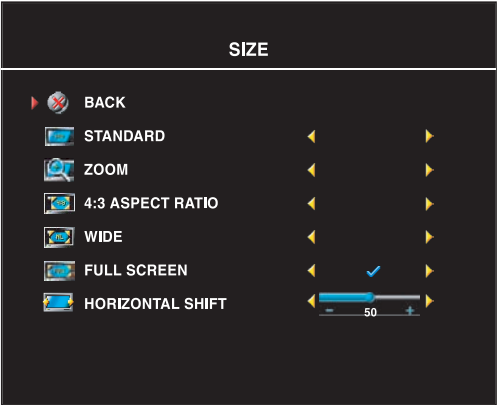 SIZE
BACK
STANDARD
ZOOM
4:3 ASPECT RATIO
WIDE
FULL SCREEN
HORIZONTAL SHIFT
- 50 +